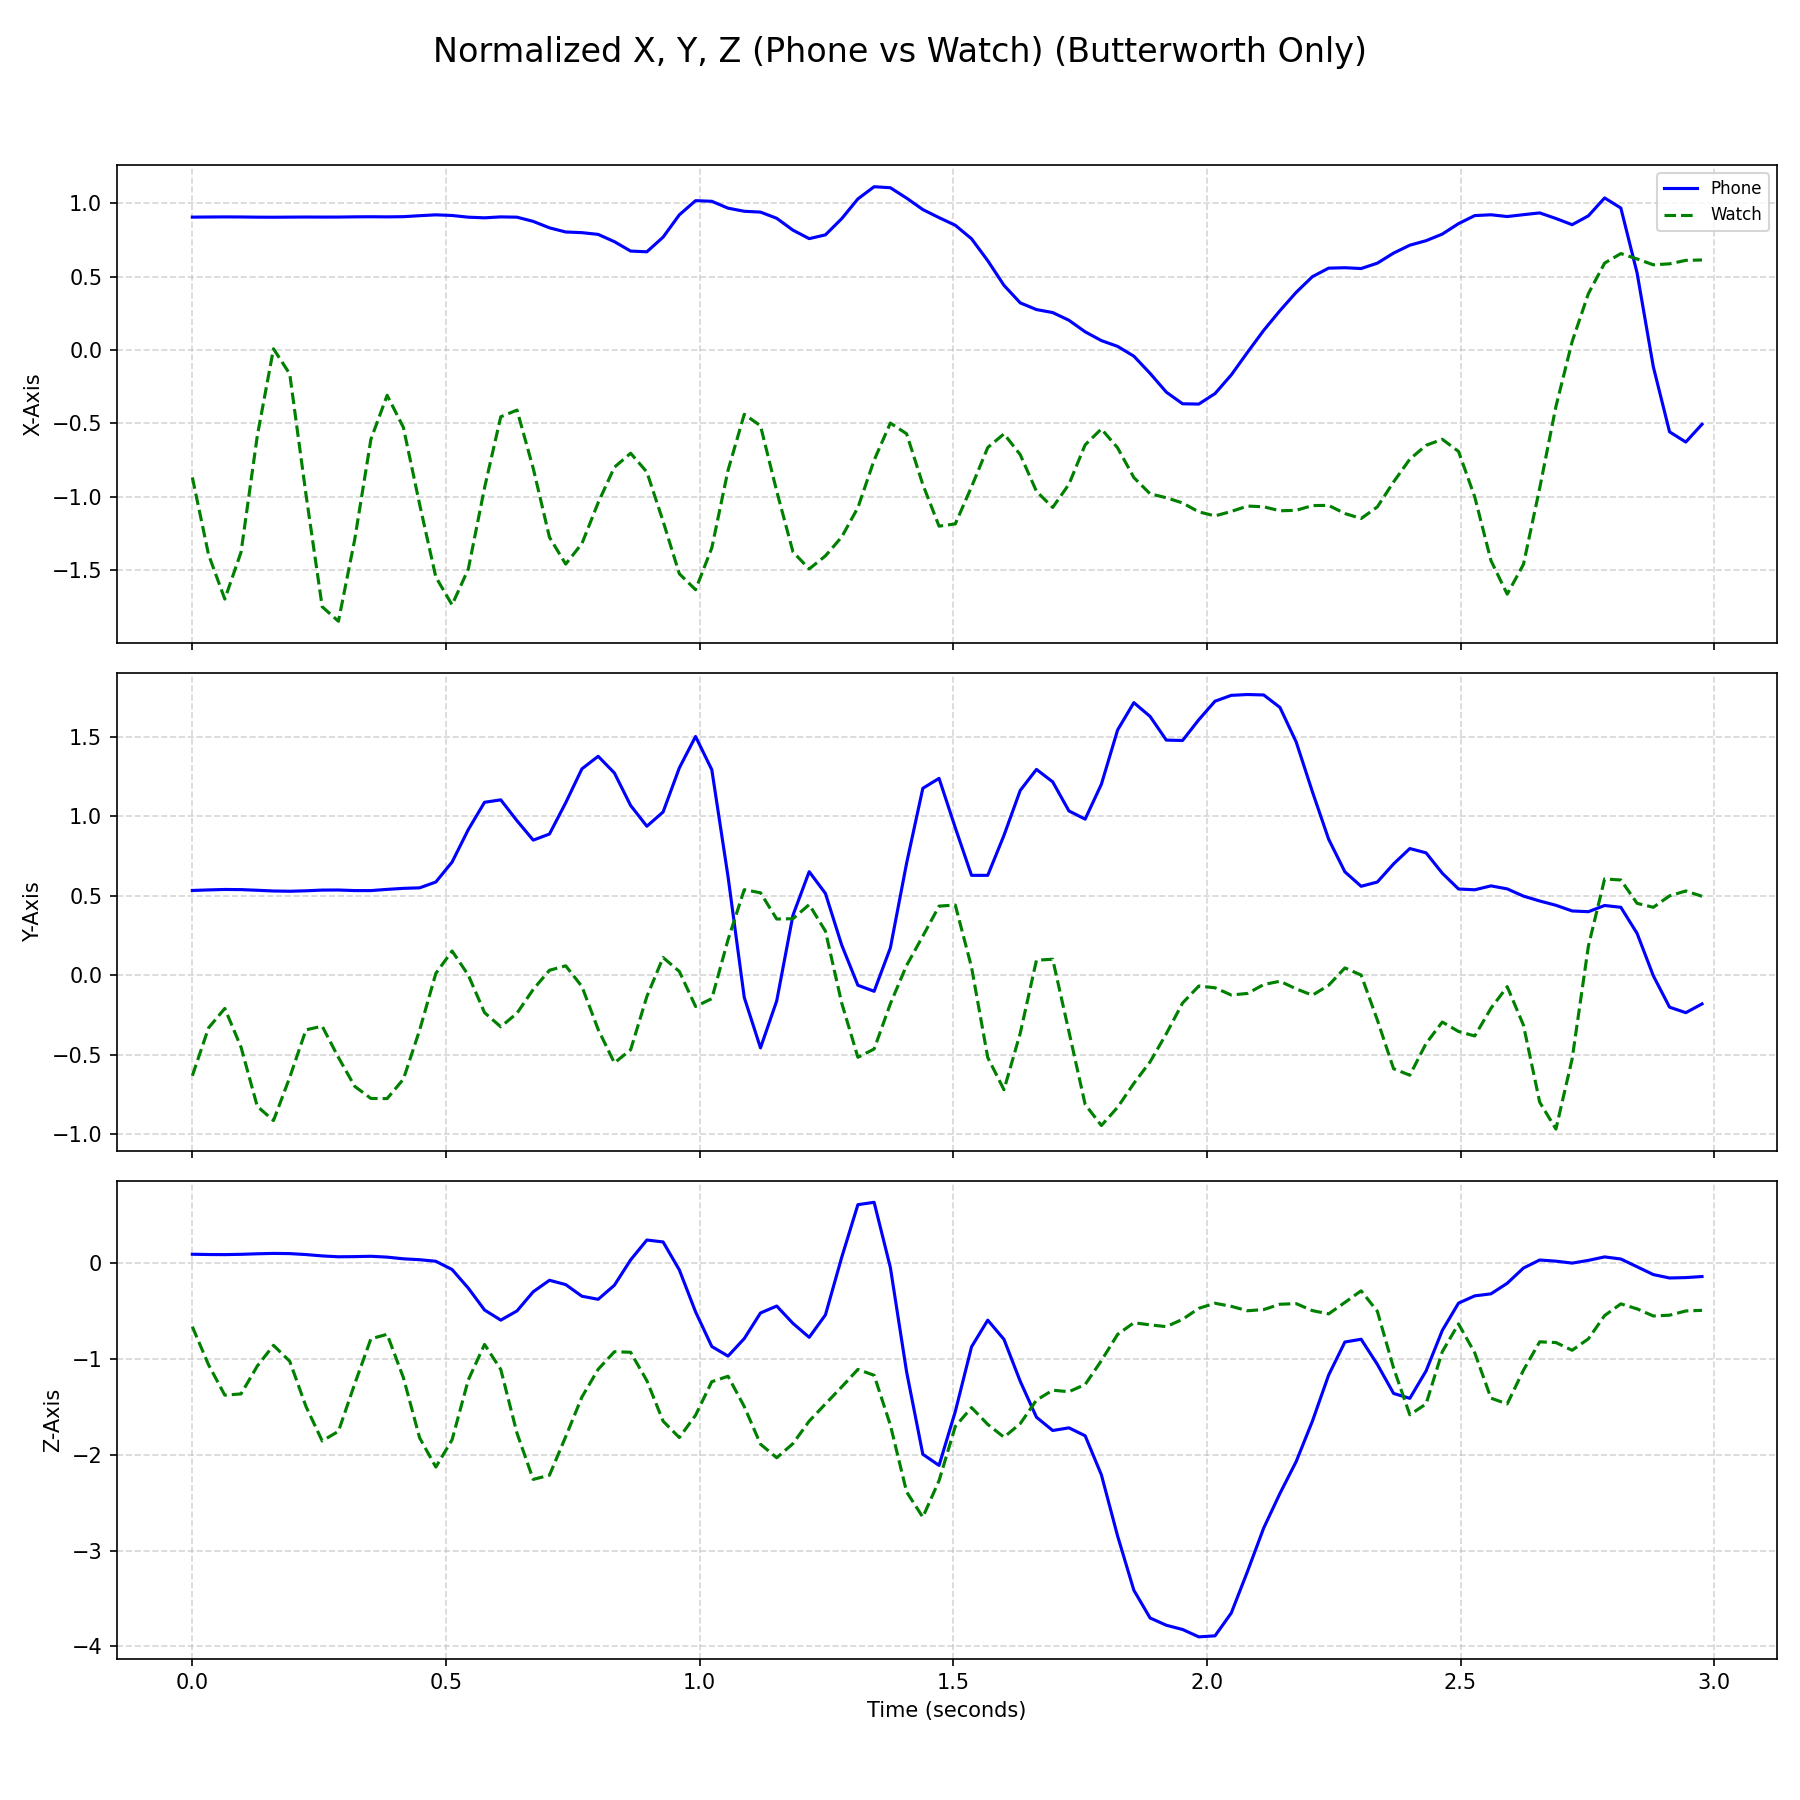 Normalized X, Y, Z (Phone vs Watch) (Butterworth Only)
Phone
Watch
1.0
0.5
0.0
−0.5
−1.0
−1.5
X-Axis
1.5
1.0
0.5
0.0
−0.5
−1.0
Y-Axis
0
−1
−2
−3
−4
Z-Axis
0.0 0.5 1.0 1.5 2.0 2.5 3.0
Time (seconds)